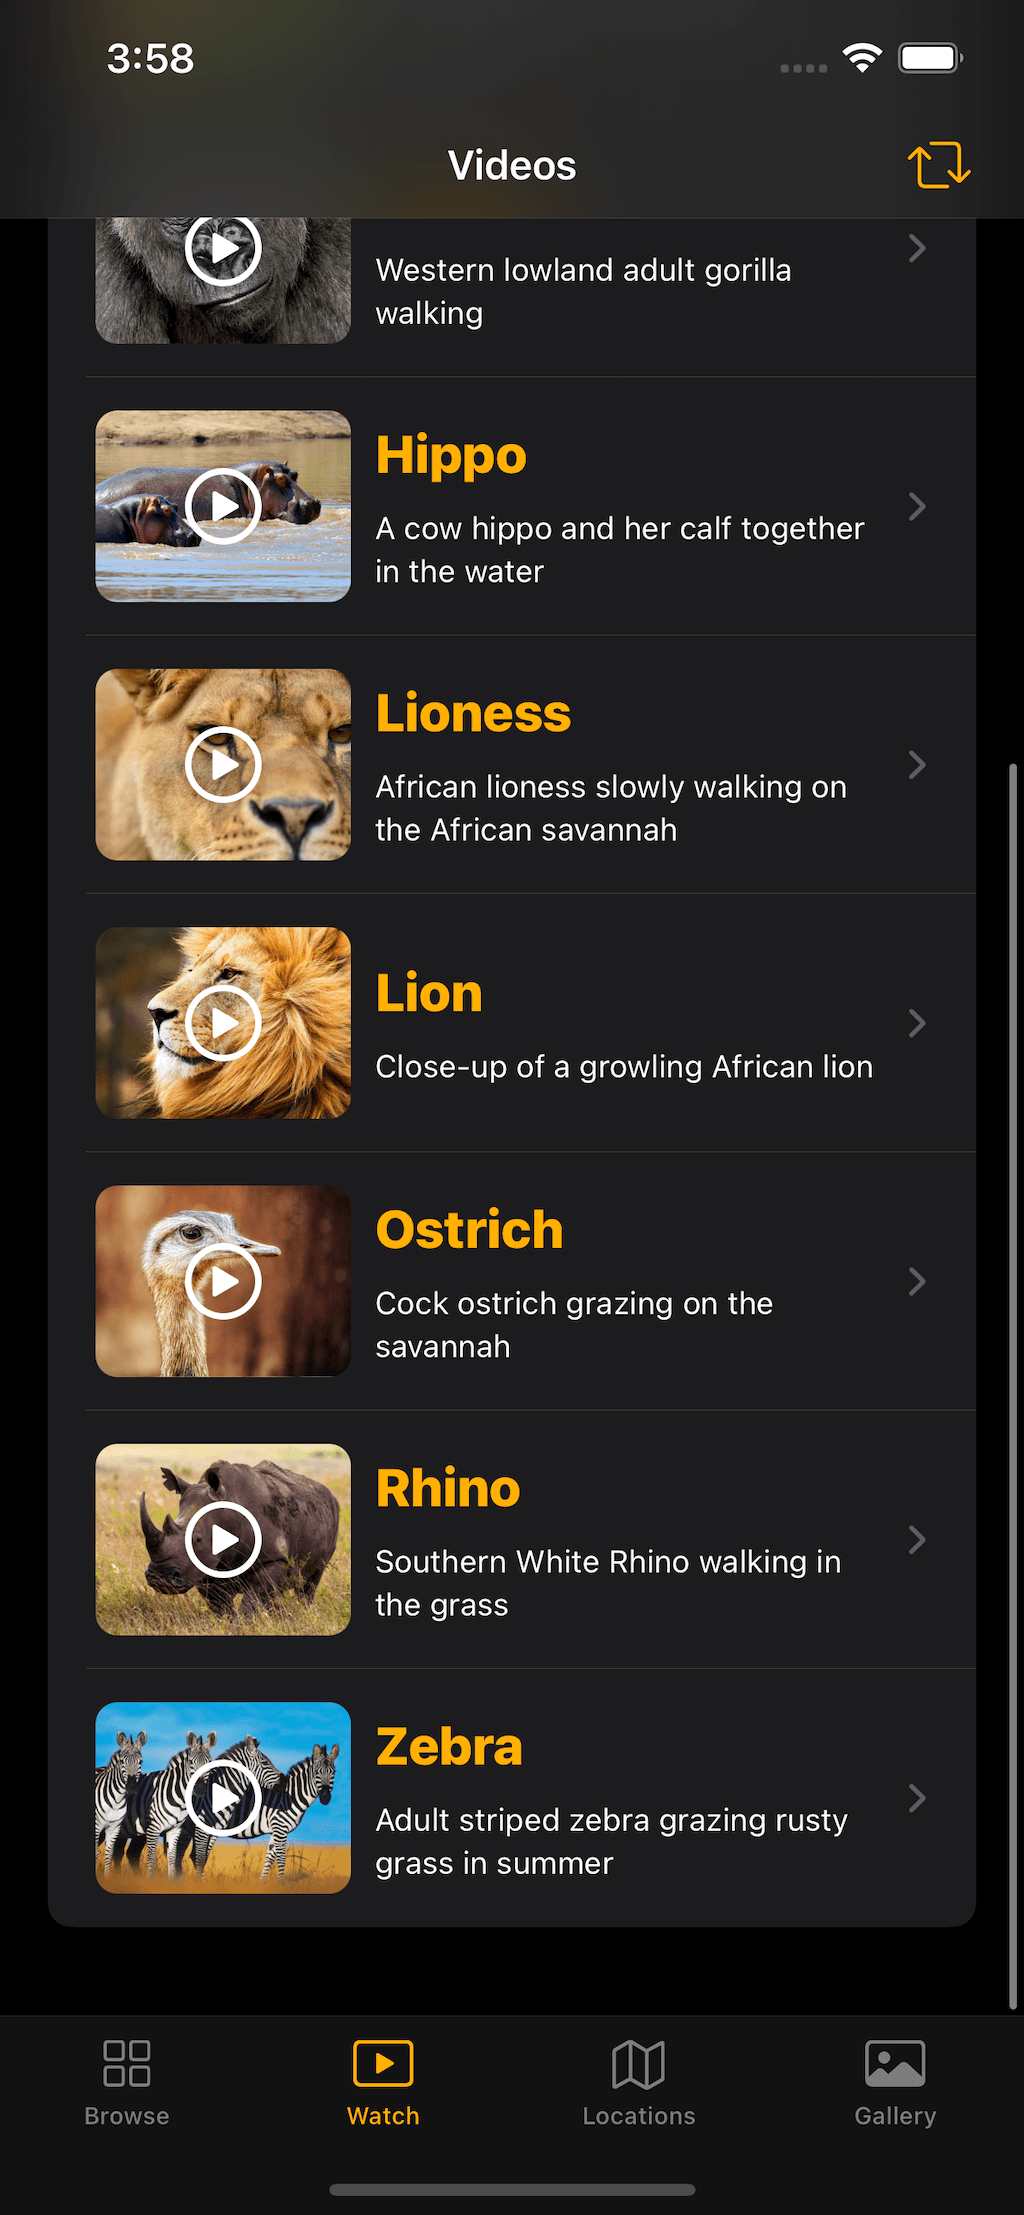 3:58
Videos
Western lowland adult gorilla
walking
Hippo
A cow hippo and her calf together
in the water
Lioness
African lioness slowly walking on
the African savannah
Lion
Close-up of a growling African lion
Ostrich
Cock ostrich grazing on the
savannah
Rhino
Southern White Rhino walking in
the grass
Zebra
Adult striped zebra grazing rusty
grass in summer
Browse
Watch
Locations
Gallery